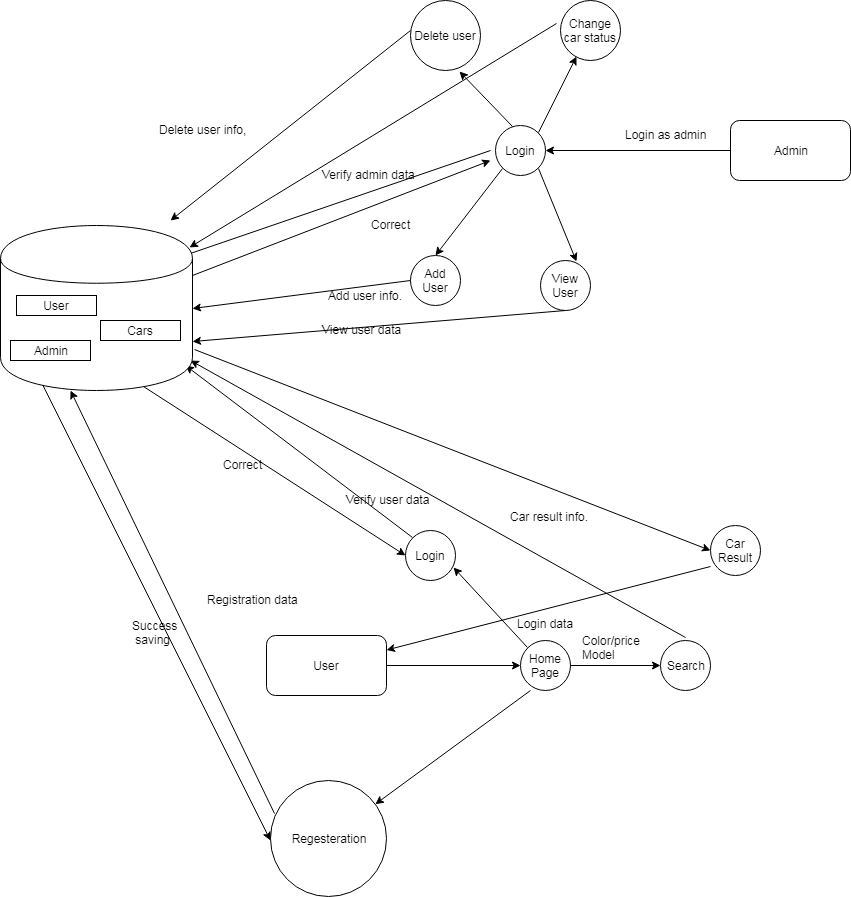 Delete user
Change
car status
Delete user info,
Login as admin
Login
Admin
Verify admin data
Correct
Add
User
View
User
Add user info.
User
Cars
View user data
Admin
Correct
Verify user data
Car result info.
Car
Result
Login
Registration data
Success
saving
Login data
Color/price
Model
User
Home
Page
Search
Regesteration